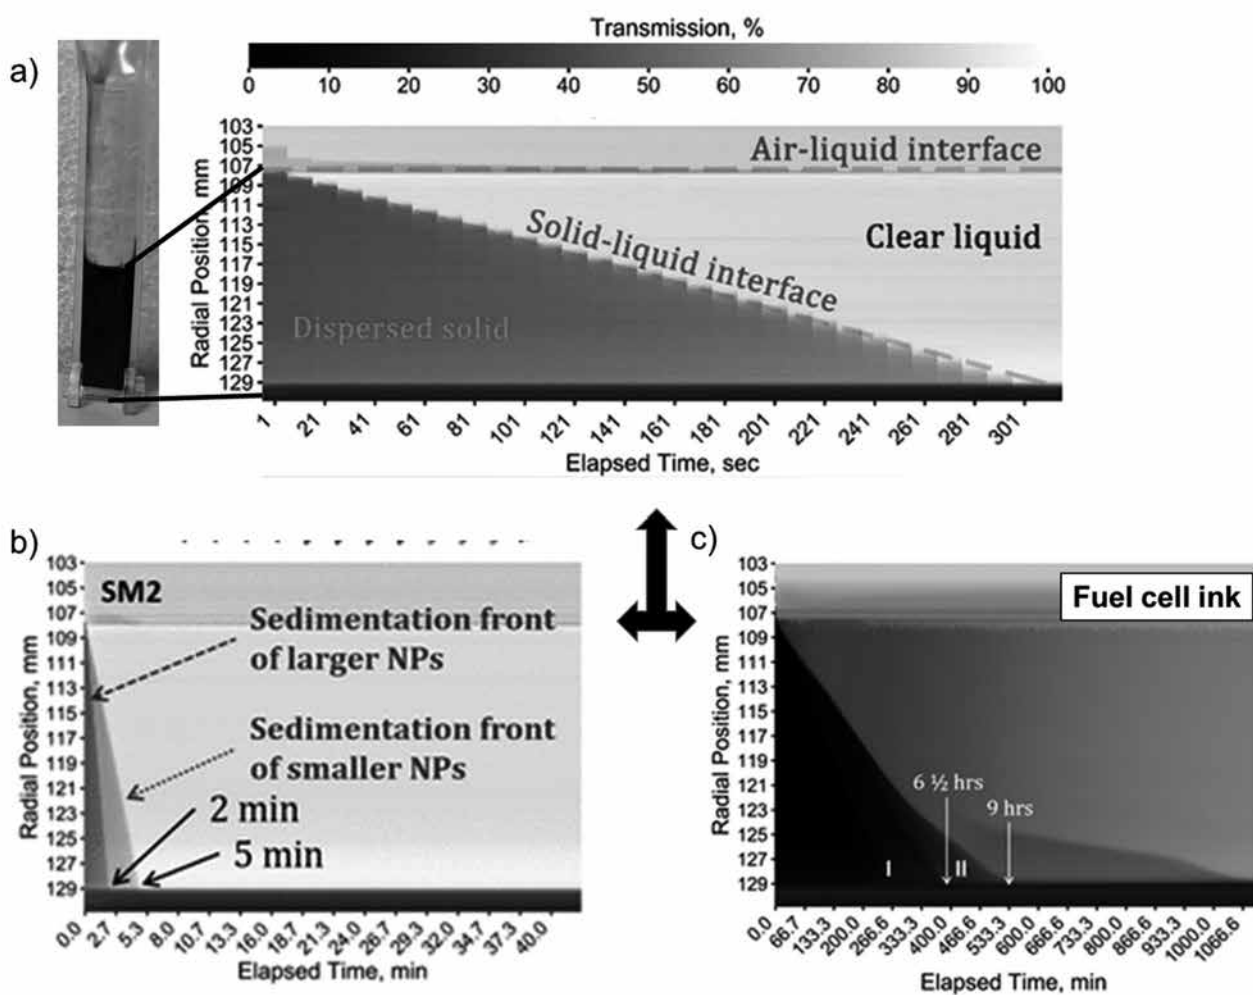 Transmission, %
a)
0 10 20 30 40 50 60 70 80 90 100
103
105
107
109
111
113
115
117
119
121
123
125
127
129
Radial Position, mm
Air-liquid interface
Solid-liquid interface
Clear liquid
Dispersed solid
1 21 41 61 81 101 121 141 161 181 201 221 241 261 281 301
Elapsed Time, sec
b)
103
105
107
109
111
113
115
117
119
121
123
125
127
129
Radial Position, mm
SM2
Sedimentation front
of larger NPs
Sedimentation front
of smaller NPs
2 min
5 min
0.0 2.7 5.3 8.0 10.7 13.3 16.0 18.7 21.3 24.0 26.7 29.3 32.0 34.7 37.3 40.0
Elapsed Time, min
c)
103
105
107
109
111
113
115
117
119
121
123
125
127
129
Radial Position, mm
Fuel cell ink
6 ½ hrs
9 hrs
I II
0.0 66.7 133.3 200.0 266.6 333.3 400.0 466.6 533.3 600.0 666.6 733.3 800.0 866.6 933.3 1000.0 1066.6
Elapsed Time, min